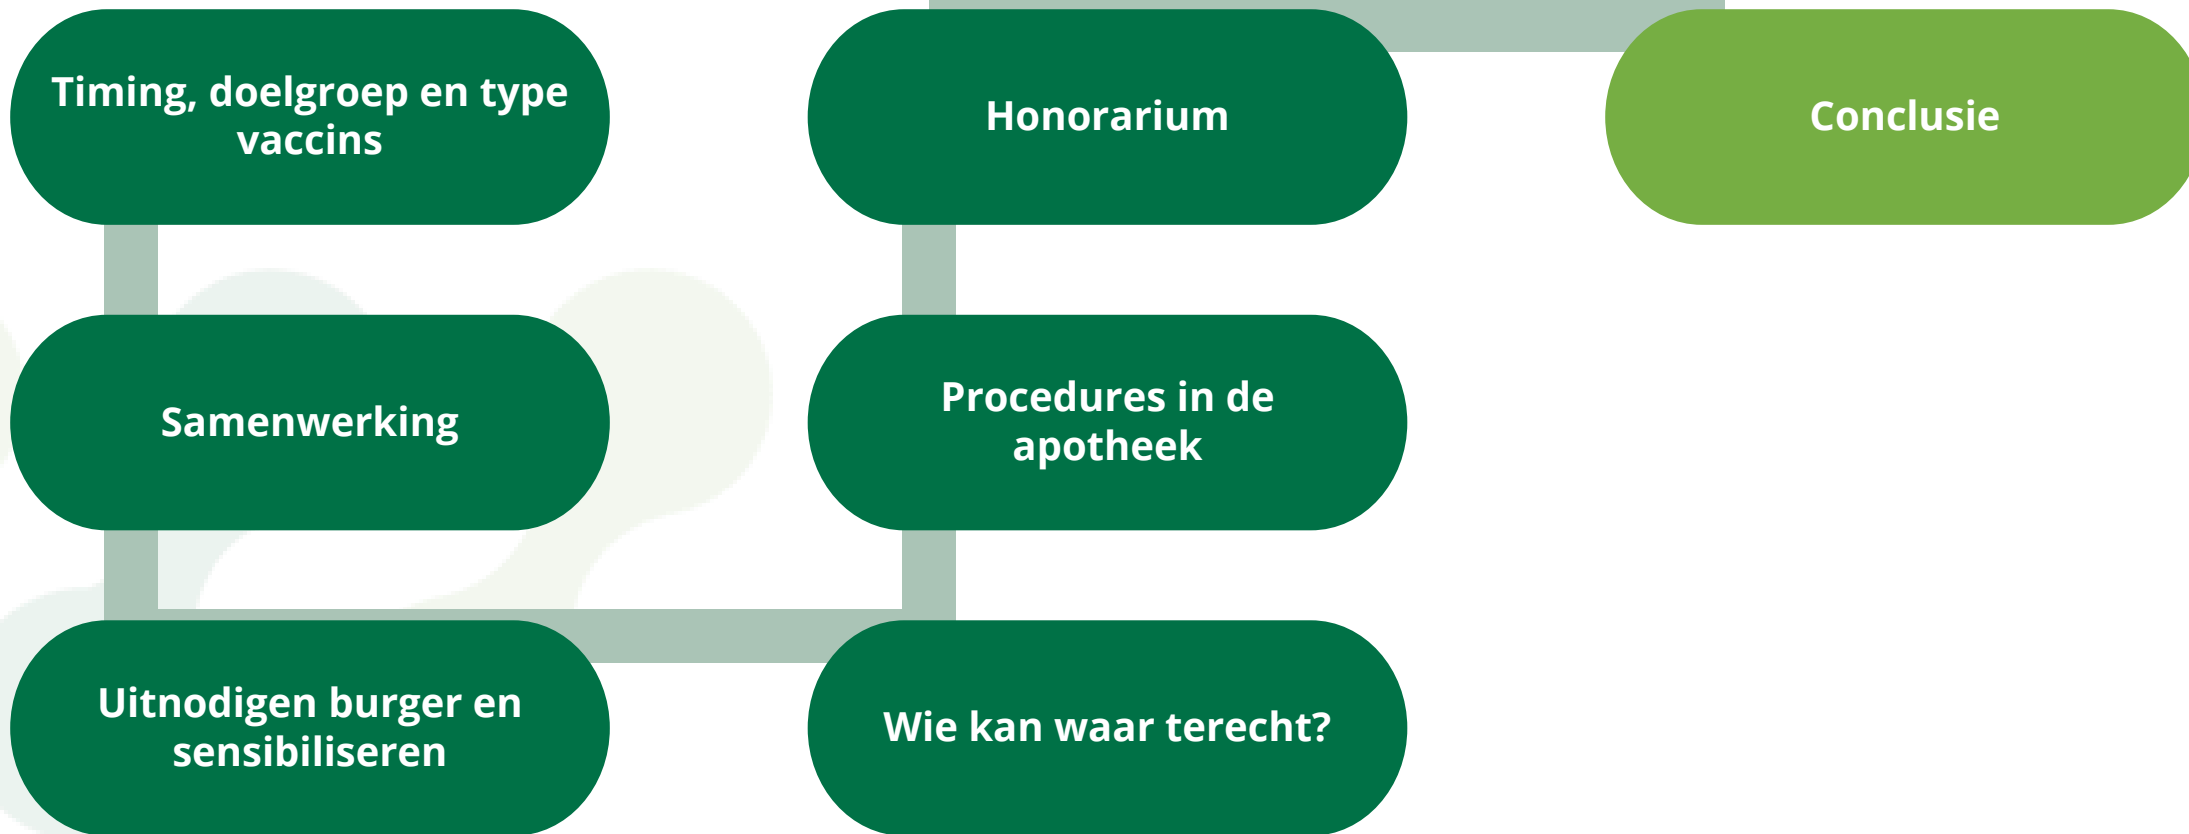 Timing, doelgroep en type
vaccins
Samenwerking
Uitnodigen burger en
sensibiliseren
Wie kan waar terecht?
Procedures in de
apotheek
Honorarium
Conclusie